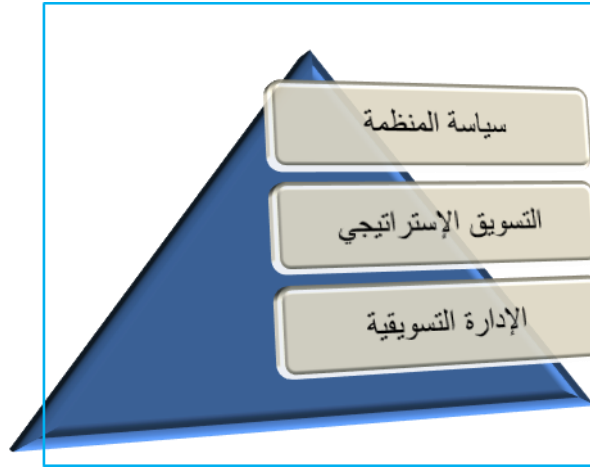 سياسة المنظمة
التسويق الإستراتيجي
الإدارة التسويقية